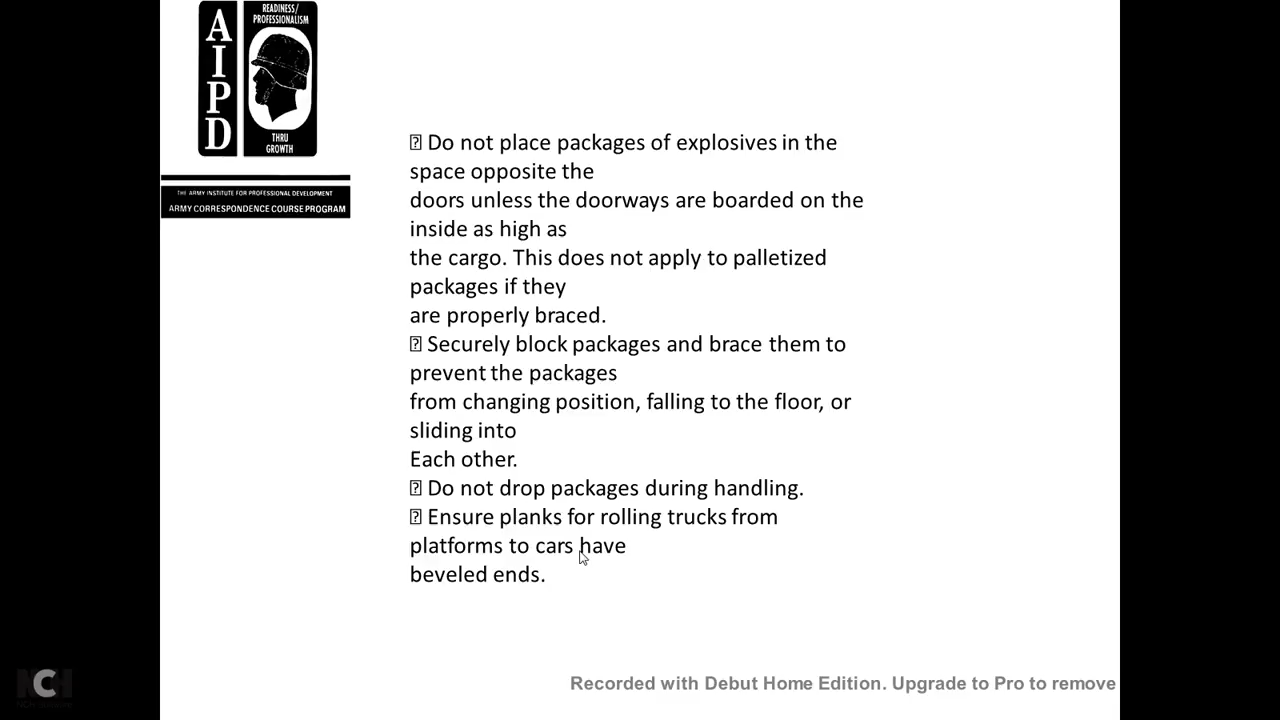 AIPD
READINESS/
PROFESSIONALISM
THRU
GROWTH
THE ARMY INSTITUTE FOR PROFESSIONAL DEVELOPMENT
ARMY CORRESPONDENCE COURSE PROGRAM
Do not place packages of explosives in the
space opposite the
doors unless the doorways are boarded on the
inside as high as
the cargo. This does not apply to palletized
packages if they
are properly braced.
Securely block packages and brace them to
prevent the packages
from changing position, falling to the floor, or
sliding into
Each other.
Do not drop packages during handling.
Ensure planks for rolling trucks from
platforms to cars have
beveled ends.
NCH
Recorded with Debut Home Edition. Upgrade to Pro to remove